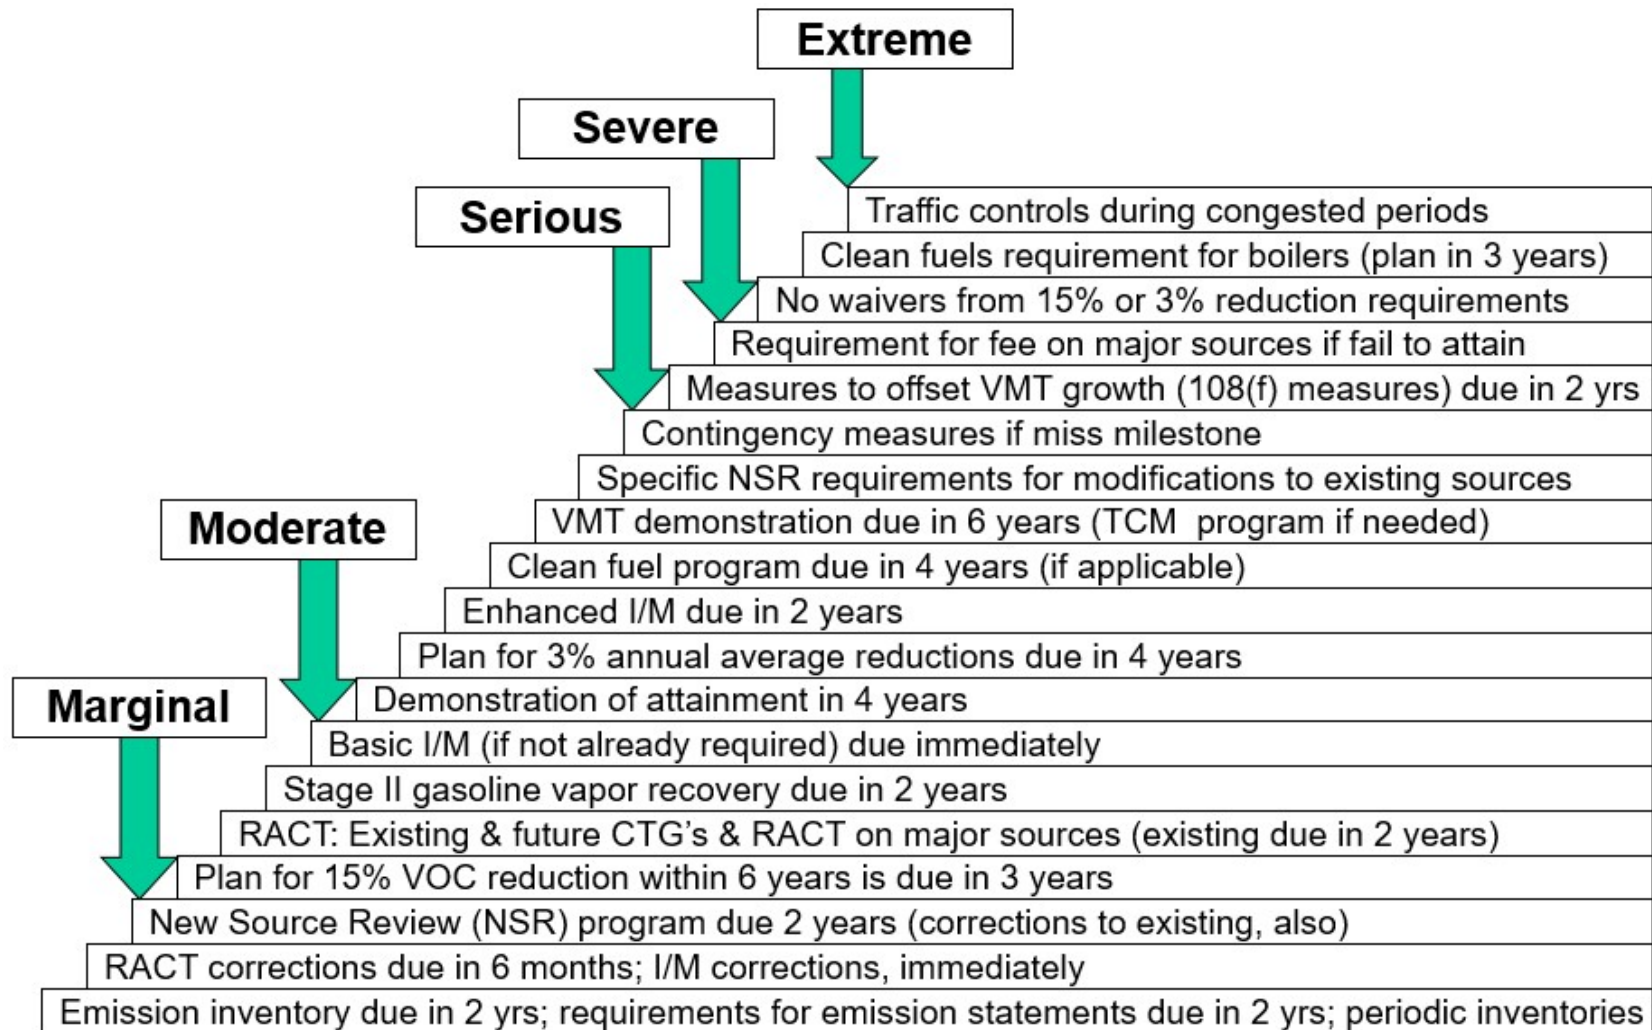 Extreme
Severe
Serious
Traffic controls during congested periods
Clean fuels requirement for boilers (plan in 3 years)
No waivers from 15% or 3% reduction requirements
Requirement for fee on major sources if fail to attain
Measures to offset VMT growth (108(f) measures) due in 2 yrs
Contingency measures if miss milestone
Specific NSR requirements for modifications to existing sources
Moderate
VMT demonstration due in 6 years (TCM  program if needed)
Clean fuel program due in 4 years (if applicable)
Enhanced I/M due in 2 years
Plan for 3% annual average reductions due in 4 years
Marginal
Demonstration of attainment in 4 years
Basic I/M (if not already required) due immediately
Stage II gasoline vapor recovery due in 2 years
RACT: Existing & future CTG’s & RACT on major sources (existing due in 2 years)
Plan for 15% VOC reduction within 6 years is due in 3 years
New Source Review (NSR) program due 2 years (corrections to existing, also)
RACT corrections due in 6 months; I/M corrections, immediately
Emission inventory due in 2 yrs; requirements for emission statements due in 2 yrs; periodic inventories